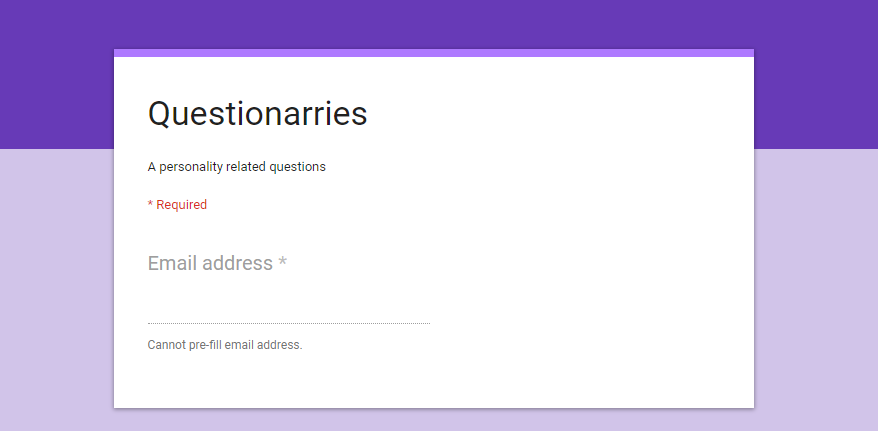 Questionarries
A personality related questions
* Required
Email address *
Cannot pre-fill email address.